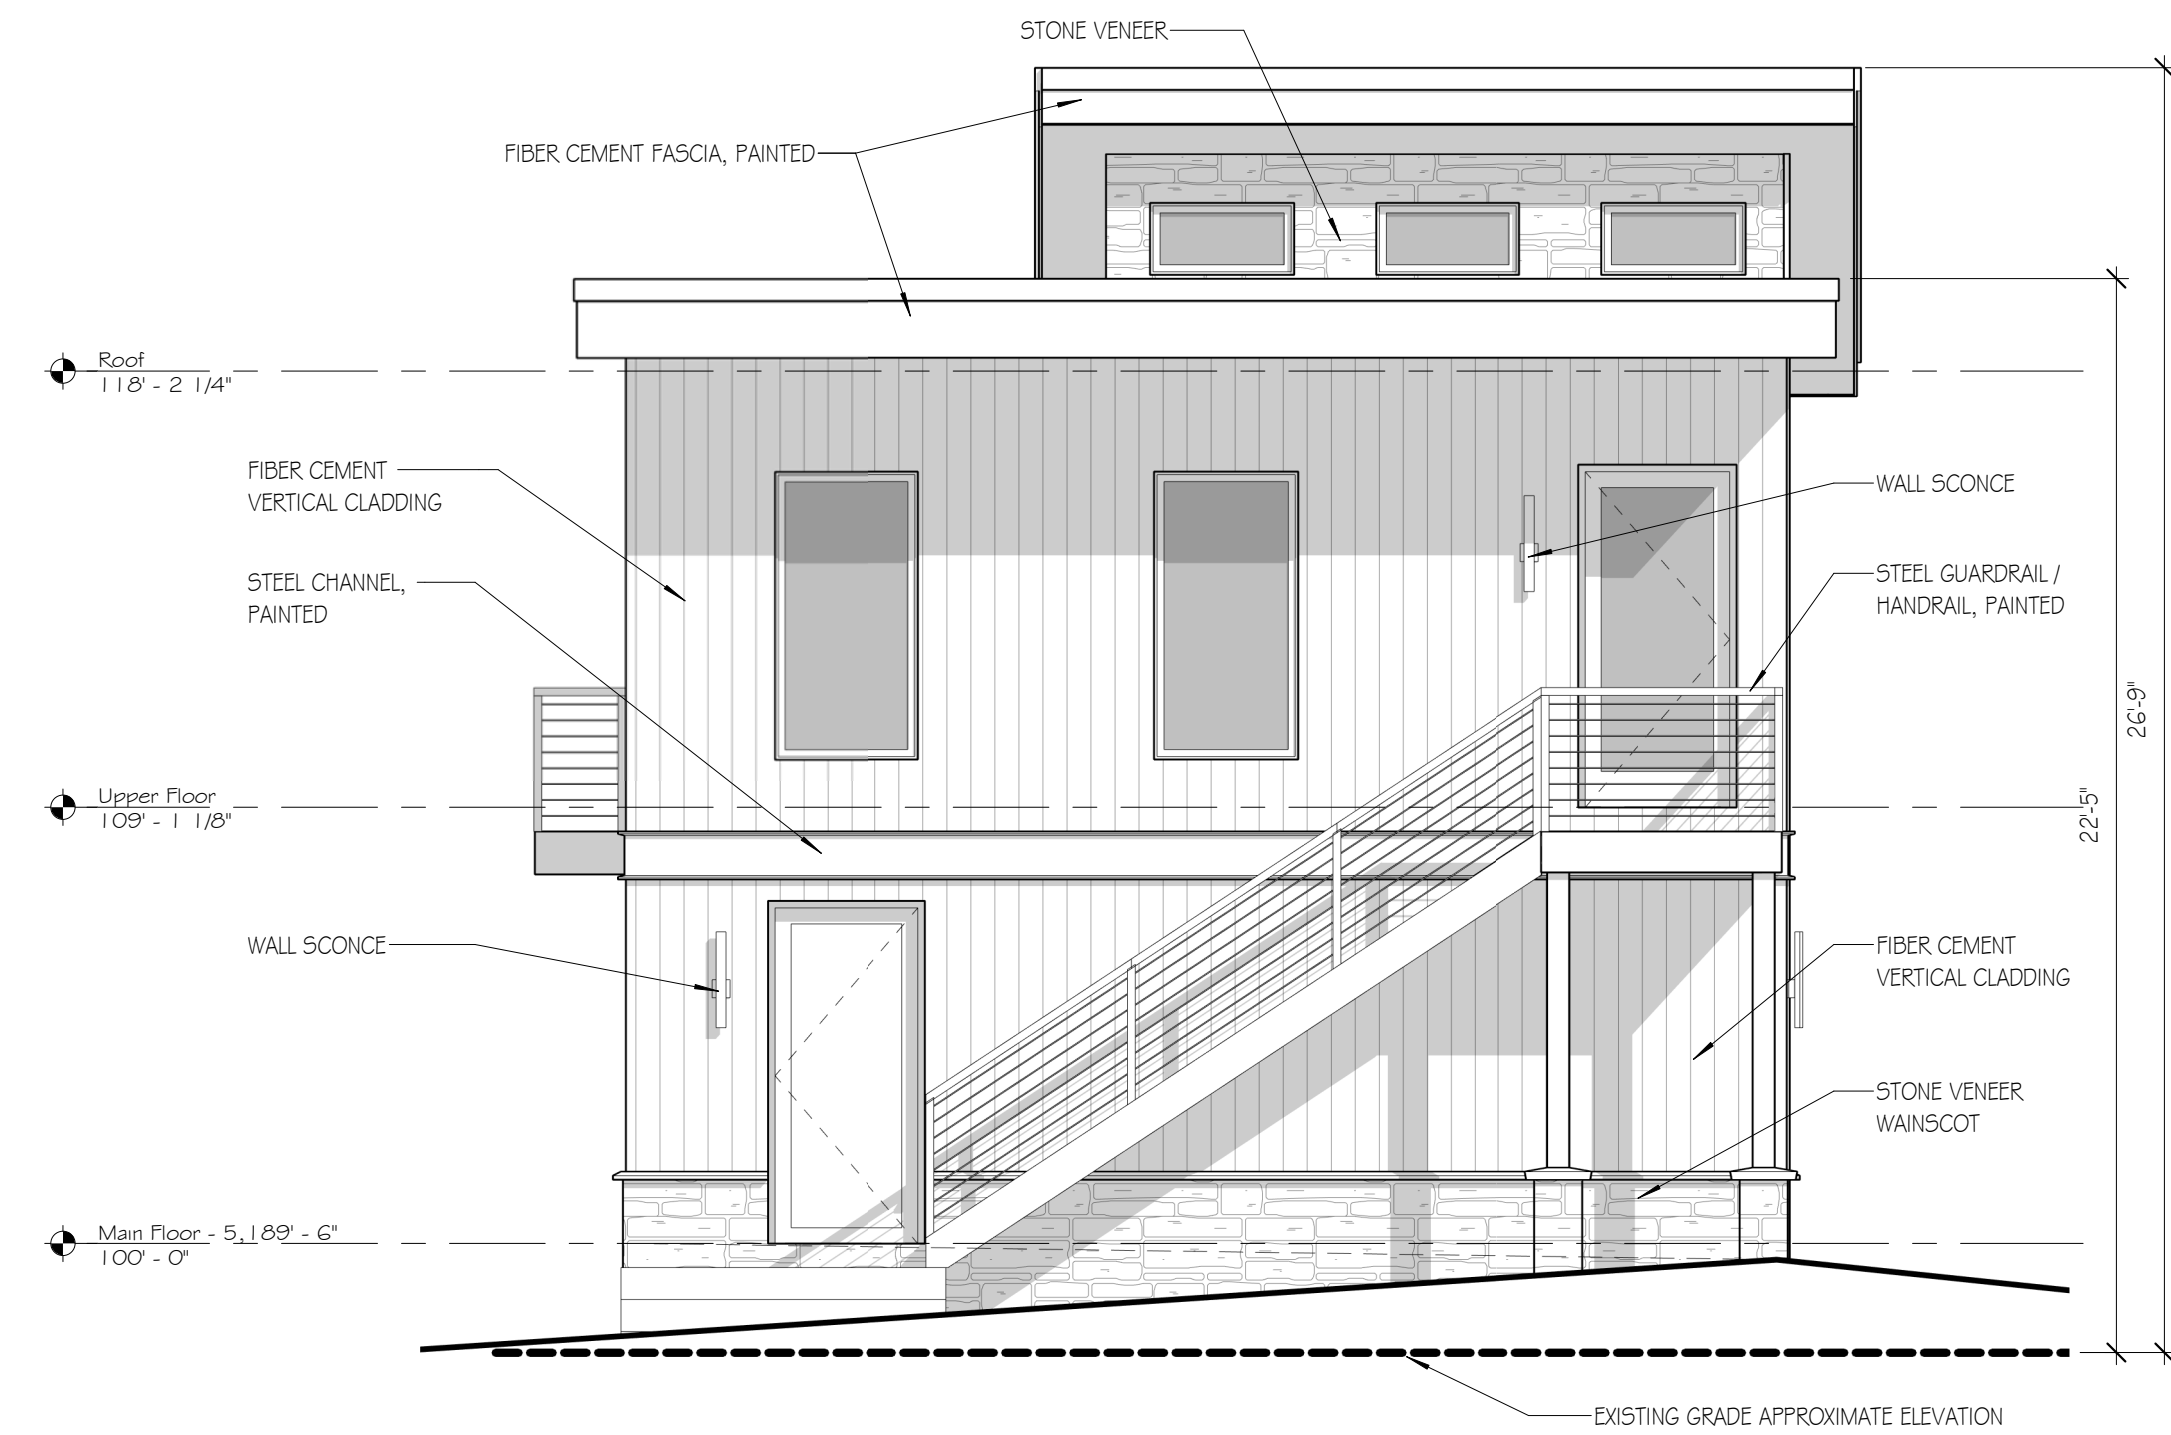 STONE VENEER
FIBER CEMENT FASCIA, PAINTED
Roof
118' - 2 1/4"
FIBER CEMENT
VERTICAL CLADDING
WALL SCONCE
STEEL CHANNEL,
PAINTED
STEEL GUARDRAIL /
HANDRAIL, PAINTED
26'-9"
Upper Floor
109' - 1 1/8"
22'-5"
WALL SCONCE
FIBER CEMENT
VERTICAL CLADDING
STONE VENEER
WAINSCOT
Main Floor - 5,189' - 6"
100' - 0"
EXISTING GRADE APPROXIMATE ELEVATION